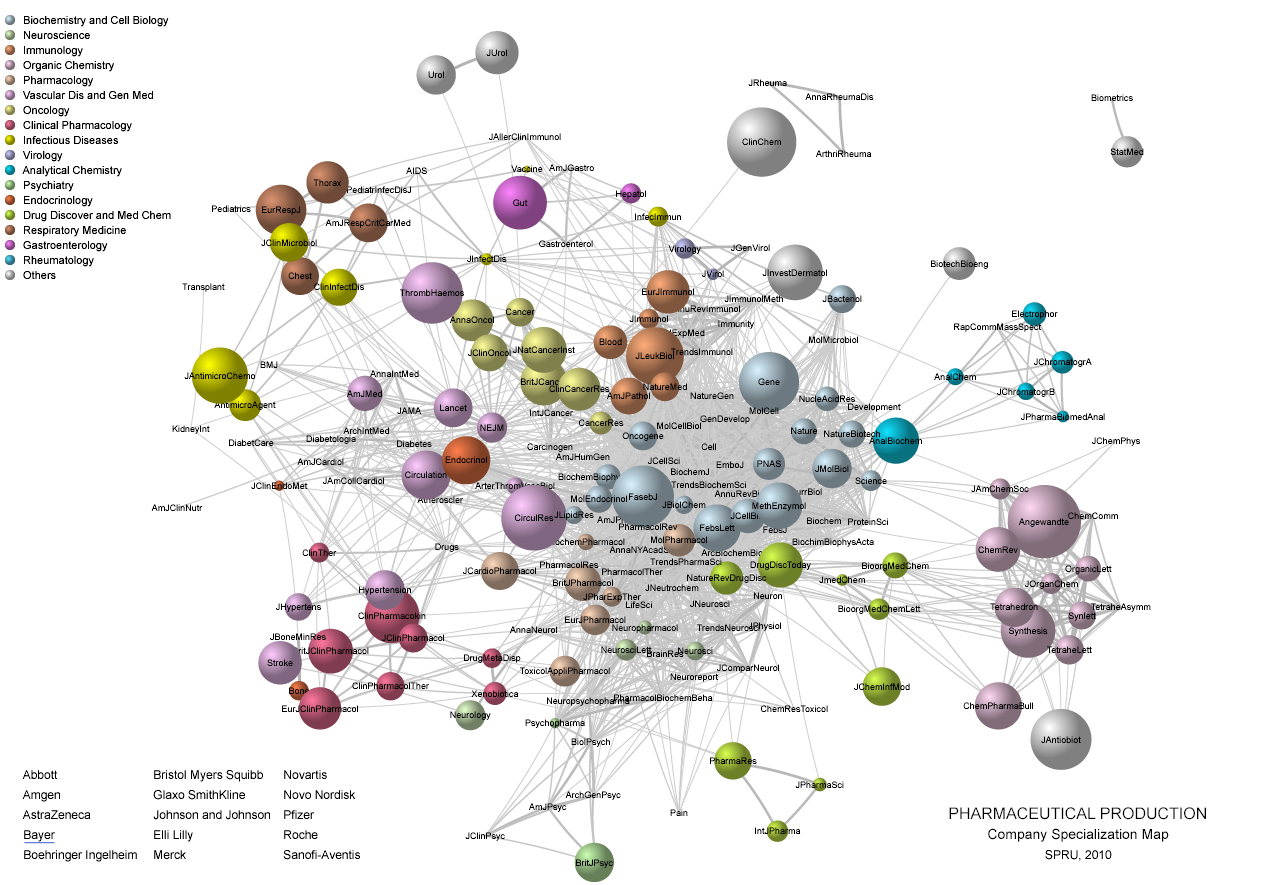 Biochemistry and Cell Biology
Neuroscience
Immunology
Organic Chemistry
Pharmacology
Vascular Dis and Gen Med
Oncology
Clinical Pharmacology
Infectious Diseases
Virology
Analytical Chemistry
Psychiatry
Endocrinology
Drug Discover and Med Chem
Respiratory Medicine
Gastroenterology
Rheumatology
Others
JUrol
Urol
JRheuma
AnnaRheumaDis
ArthriRheuma
ClinChem
Biometrics
StatMed
JAllerClinImmunol
Vaccine
AmJGastro
AIDS
Thorax
PediatrInfecDisJ
Pediatrics
EurRespJ
AmJRespCritCarMed
Gut
Hepatol
InfecImmun
JClinMicrobiol
Gastroenterol
Virology
JGenVirol
JInfectDis
BiotechBioeng
Chest
ClinInfectDis
JVirol
JInvestDermatol
Transplant
ThrombHaemos
EurJImmunol
JImmunolMeth
JBacteriol
Electrophor
AnnaOncol
Cancer
JImmunol
Immunity
RapCommMassSpect
Blood
JExpMed
MolMicrobiol
JClinOncol
JNatCancerInst
JLeukBiol
TrendsImmunol
JChromatogrA
BMJ
JAntimicroChemo
AnnaIntMed
BritJCanc
ClinCancerRes
NatureMed
Gene
AnalChem
AmJMed
AmJPathol
NatureGen
JChromatogrB
AntimicroAgent
JAMA
Lancet
IntJCancer
MolCell
NucleAcidRes
Development
JPharmaBiomedAnal
KidneyInt
ArchIntMed
NEJM
CancerRes
MolCellBiol
GenDevelop
Nature
NatureBiotech
AnalBiochem
JChemPhys
DiabetCare
Diabetologia
Diabetes
Carcinogen
Oncogene
Cell
AmJCardiol
Endocrinol
AmJHumGen
JCellSci
EmboJ
PNAS
JMolBiol
JClinEndoMet
JAmCollCardiol
Circulation
ArterThromVascBiol
BiochemJ
TrendsBiochemSci
Science
JAmChemSoc
AmJClinNutr
Atheroscler
MolEndocrinol
FasebJ
JBiolChem
MethEnzymol
CirculRes
JLipidRes
PharmacolRev
FebsLett
FebsJ
Biochem
ProteinSci
Angewandte
ChemComm
Drugs
MolPharmacol
BiochimBiophysActa
ChemRev
ClinTher
TrendsPharmaSci
DrugDiscToday
BioorgMedChem
OrganicLett
JCardioPharmacol
PharmacolRes
PharmacolTher
NatureRevDrugDisc
JmedChem
JOrganChem
Hypertension
BritJPharmacol
JNeutrochem
Neuron
JHypertens
ClinPharmacokin
JPharExpTher
LifeSci
JNeurosci
BioorgMedChemLett
Tetrahedron
Synlett
TetraheAsymm
AnnaNeurol
EurJPharmacol
Neuropharmacol
TrendsNeurosci
JPhysiol
Synthesis
JBoneMinRes
JClinPharmacol
BritJClinPharmacol
NeurosciLett
BrainRes
Neurosci
TetraheLett
Stroke
DrugMetaDisp
ToxicolAppliPharmacol
JComparNeurol
Neuroreport
Bone
ClinPharmacolTher
Xenobiotica
JChemInfMod
EurJClinPharmacol
Neurology
Neuropsychopharma
PharmacolBiochemBeha
ChemResToxicol
ChemPharmaBull
Psychopharma
BiolPsych
JAntibiot
PharmaRes
JPharmaSci
ArchGenPsyc
AmJPsyc
Pain
JClinPsyc
IntJPharma
BritJPsyc
Abbott Bristol Myers Squibb Novartis
Amgen Glaxo SmithKline Novo Nordisk
AstraZeneca Johnson and Johnson Pfizer
Bayer Elli Lilly Roche
Boehringer Ingelheim Merck Sanofi-Aventis
PHARMACEUTICAL PRODUCTION
Company Specialization Map
SPRU, 2010